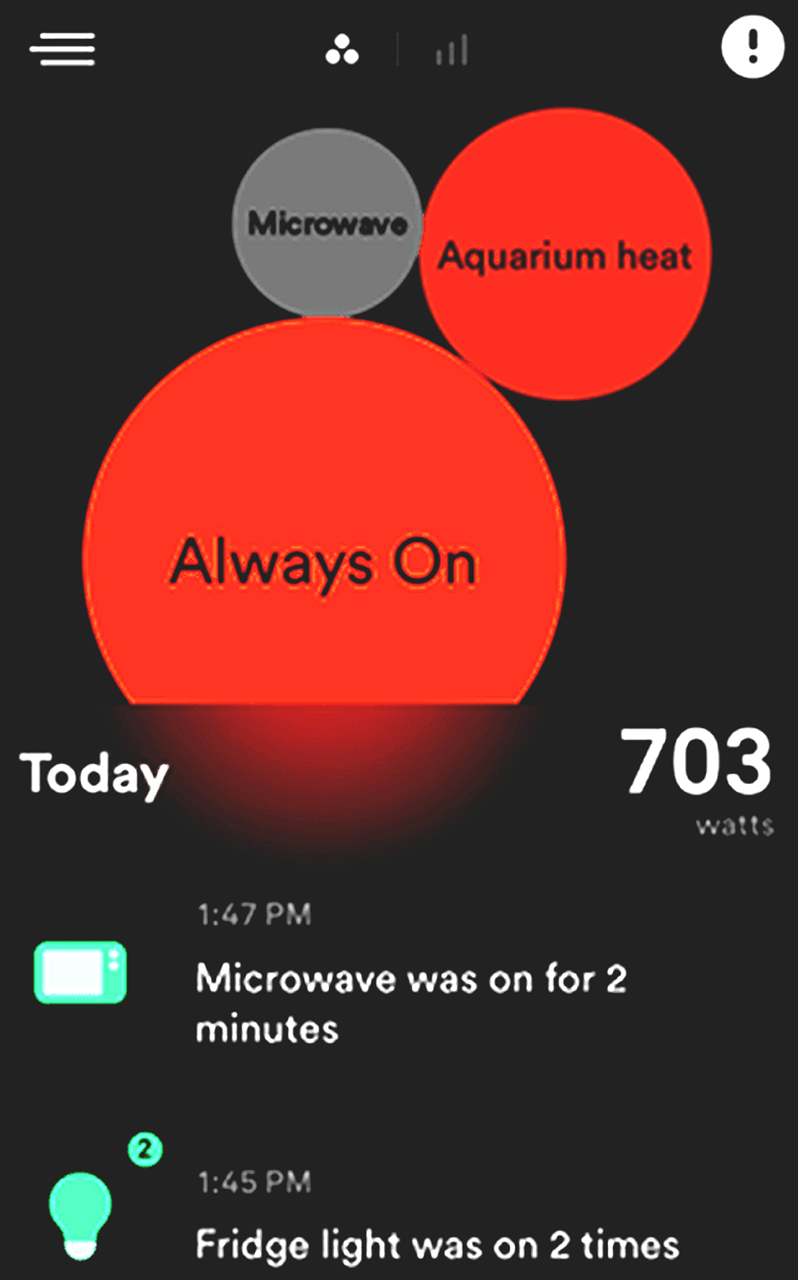 Microwave
Aquarium heat
Always On
Today
703
watts
1:47 PM
Microwave was on for 2
minutes
2
1:45 PM
Fridge light was on 2 times